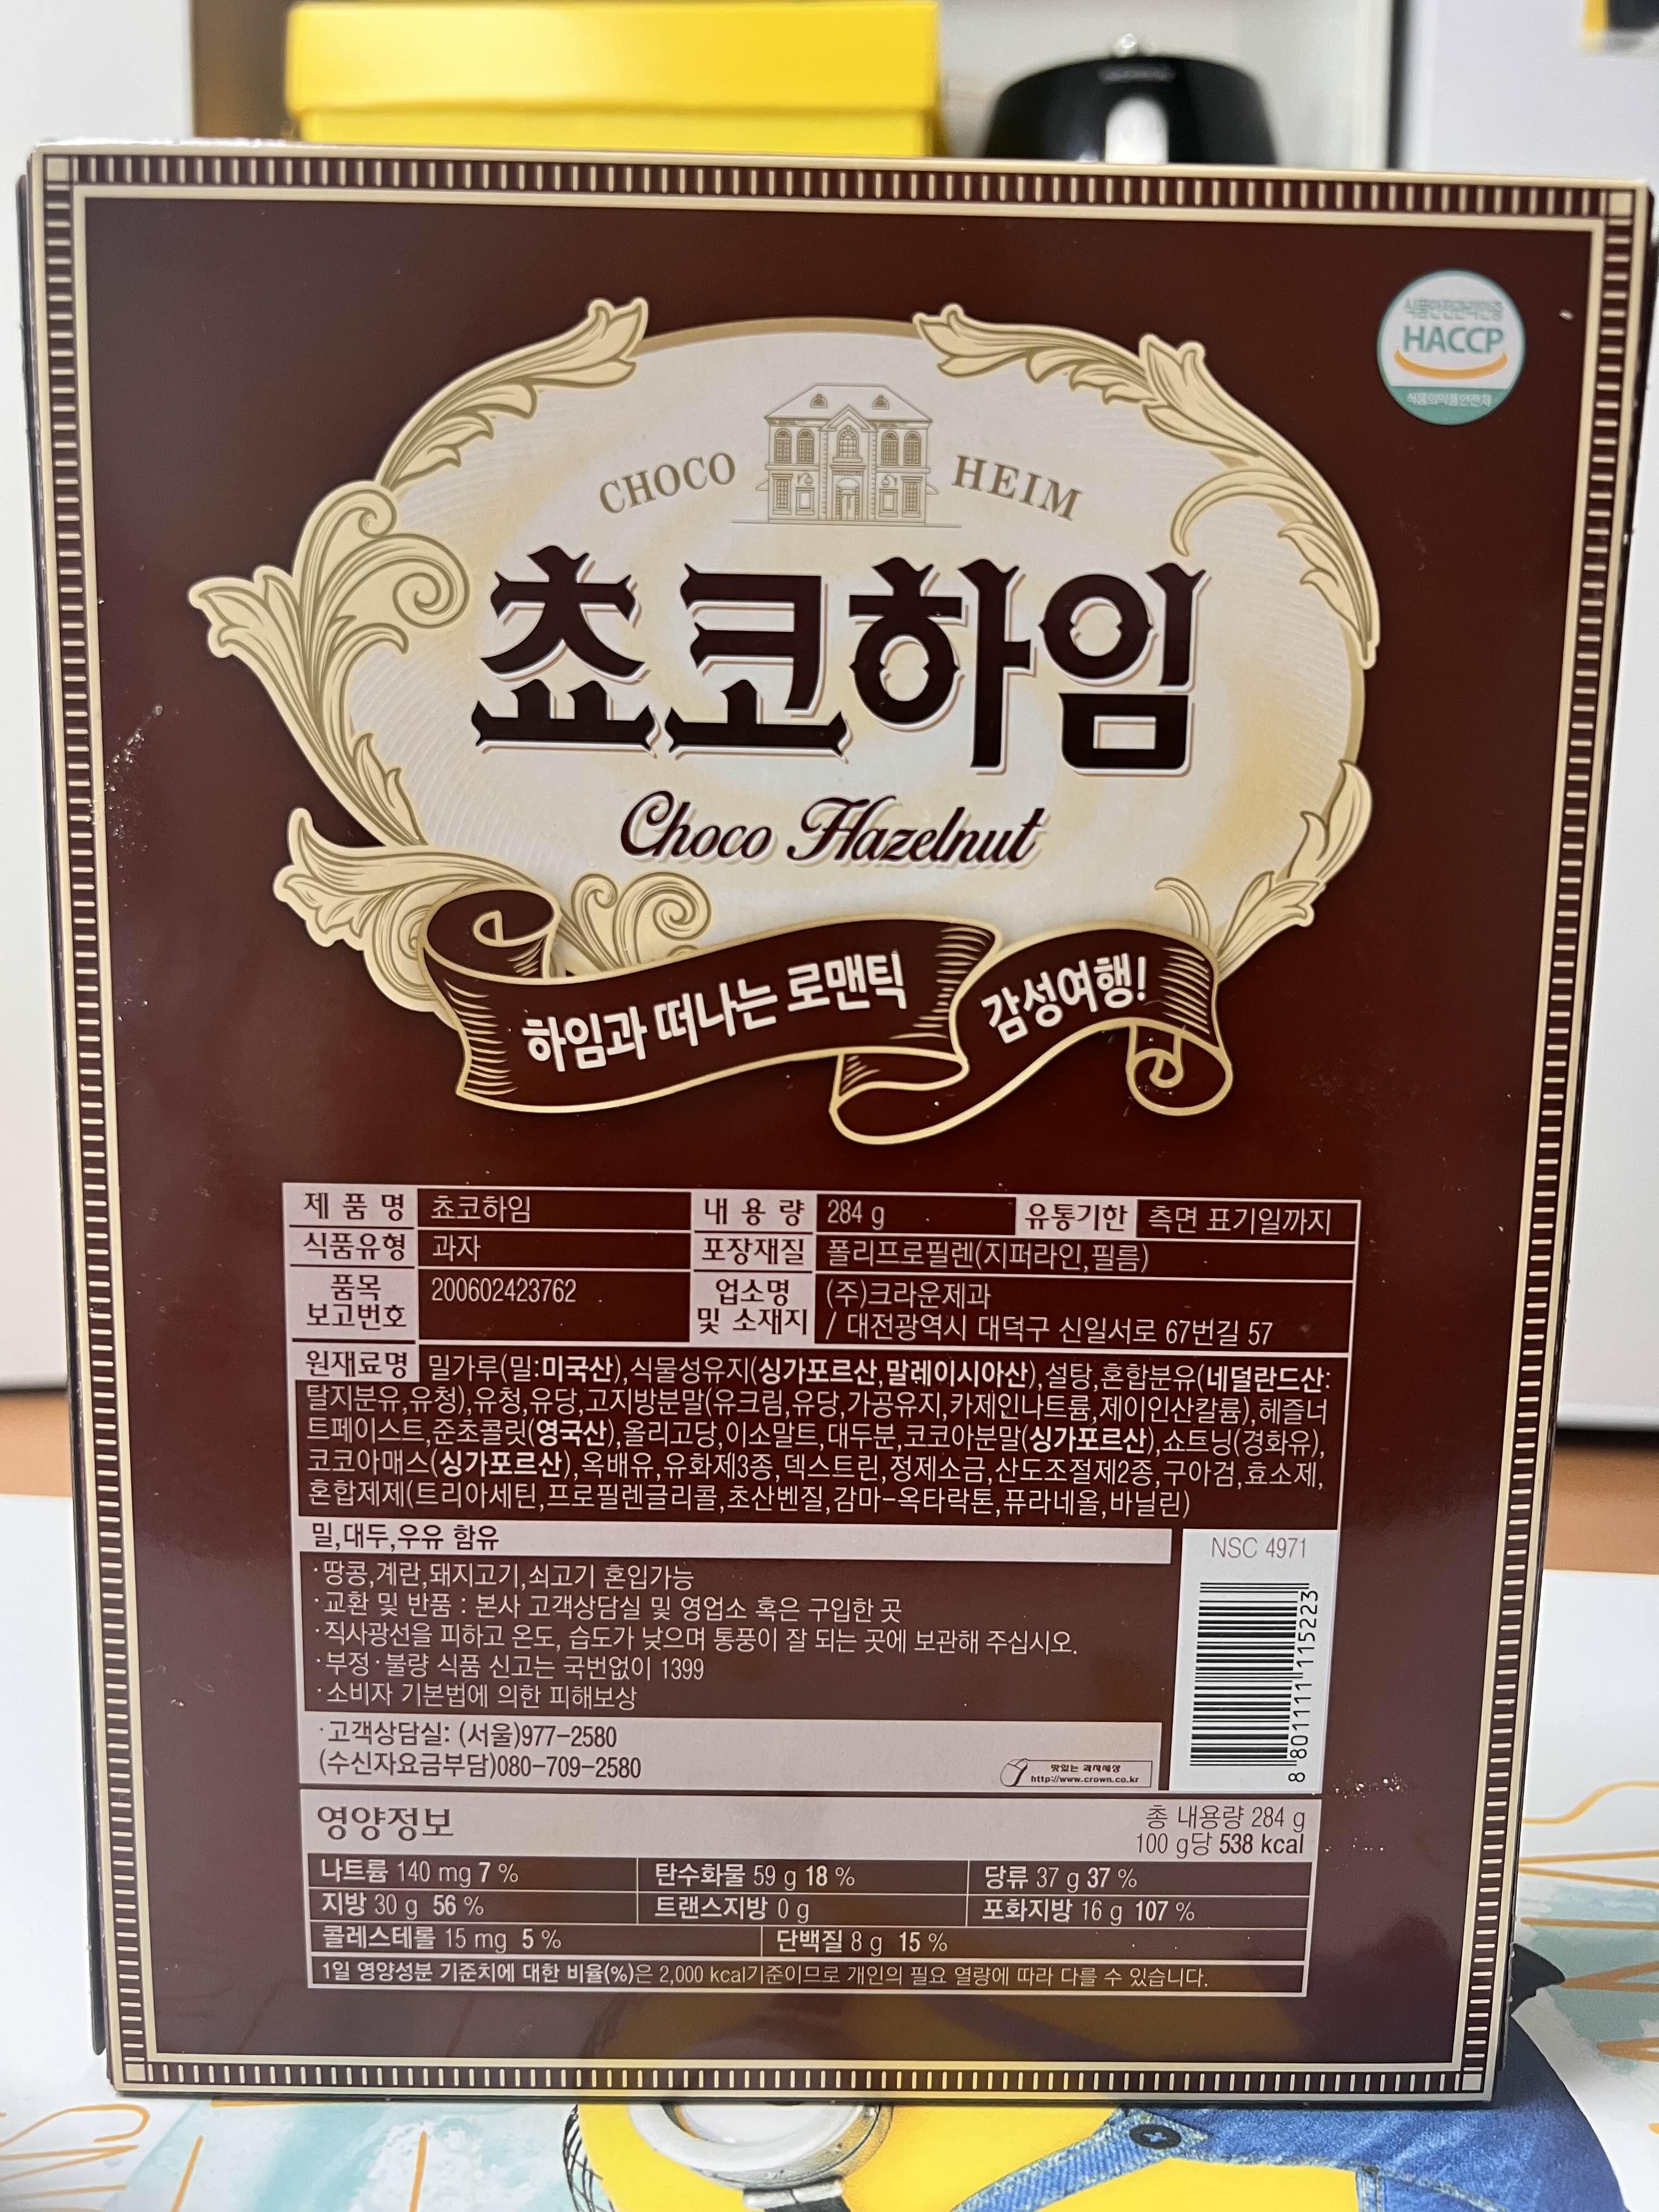 식품안전관리인증
HACCP
식품의약품안전처
CHOCO HEIM
쵸코하임
Choco Hazelnut
하임과 떠나는 로맨틱 감성여행!
제 품 명 쵸코하임 내 용 량 284 g 유통기한 측면 표기일까지
식품유형 과자 포장재질 폴리프로필렌(지퍼라인,필름)
품목 200602423762 업소명 (주)크라운제과
보고번호 및 소재지 / 대전광역시 대덕구 신일서로 67번길 57
원재료명 밀가루(밀:미국산),식물성유지(싱가포르산,말레이시아산),설탕,혼합분유(네덜란드산:
탈지분유,유청),유청,유당,고지방분말(유크림,유당,가공유지,카제인나트륨,제이인산칼륨),헤즐너
트페이스트,준초콜릿(영국산),올리고당,이소말트,대두분,코코아분말(싱가포르산),쇼트닝(경화유),
코코아매스(싱가포르산),옥배유,유화제3종,덱스트린,정제소금,산도조절제2종,구아검,효소제,
혼합제제(트리아세틴,프로필렌글리콜,초산벤질,감마-옥타락톤,퓨라네올,바닐린)
밀,대두,우유 함유
·땅콩,계란,돼지고기,쇠고기 혼입가능
·교환 및 반품 : 본사 고객상담실 및 영업소 혹은 구입한 곳
·직사광선을 피하고 온도, 습도가 낮으며 통풍이 잘 되는 곳에 보관해 주십시오.
·부정·불량 식품 신고는 국번없이 1399
·소비자 기본법에 의한 피해보상
·고객상담실: (서울)977-2580
(수신자요금부담)080-709-2580
맛있는 과자세상
http://www.crown.co.kr
NSC 4971
8 801111 115223
영양정보
총 내용량 284 g
100 g당 538 kcal
나트륨 140 mg 7 % 탄수화물 59 g 18 % 당류 37 g 37 %
지방 30 g 56 % 트랜스지방 0 g 포화지방 16 g 107 %
콜레스테롤 15 mg 5 % 단백질 8 g 15 %
1일 영양성분 기준치에 대한 비율(%)은 2,000 kcal기준이므로 개인의 필요 열량에 따라 다를 수 있습니다.